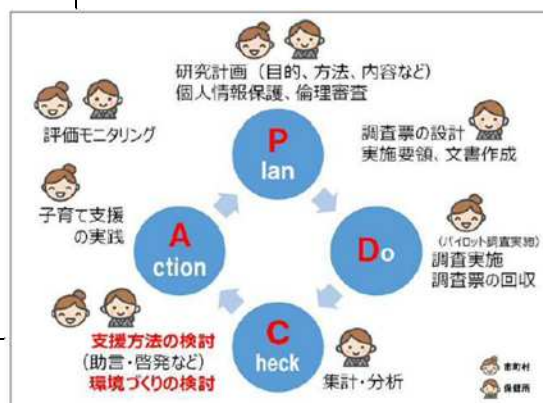 研究計画（目的、方法、内容など）
個人情報保護、倫理審査
Plan
調査票の設計
実施要領、文書作成
Do
（パイロット調査実施）
調査実施
調査票の回収
Check
集計・分析
支援方法の検討
（助言・啓発など）
環境づくりの検討
Action
子育て支援
の実践
評価モニタリング
市町村
保健所